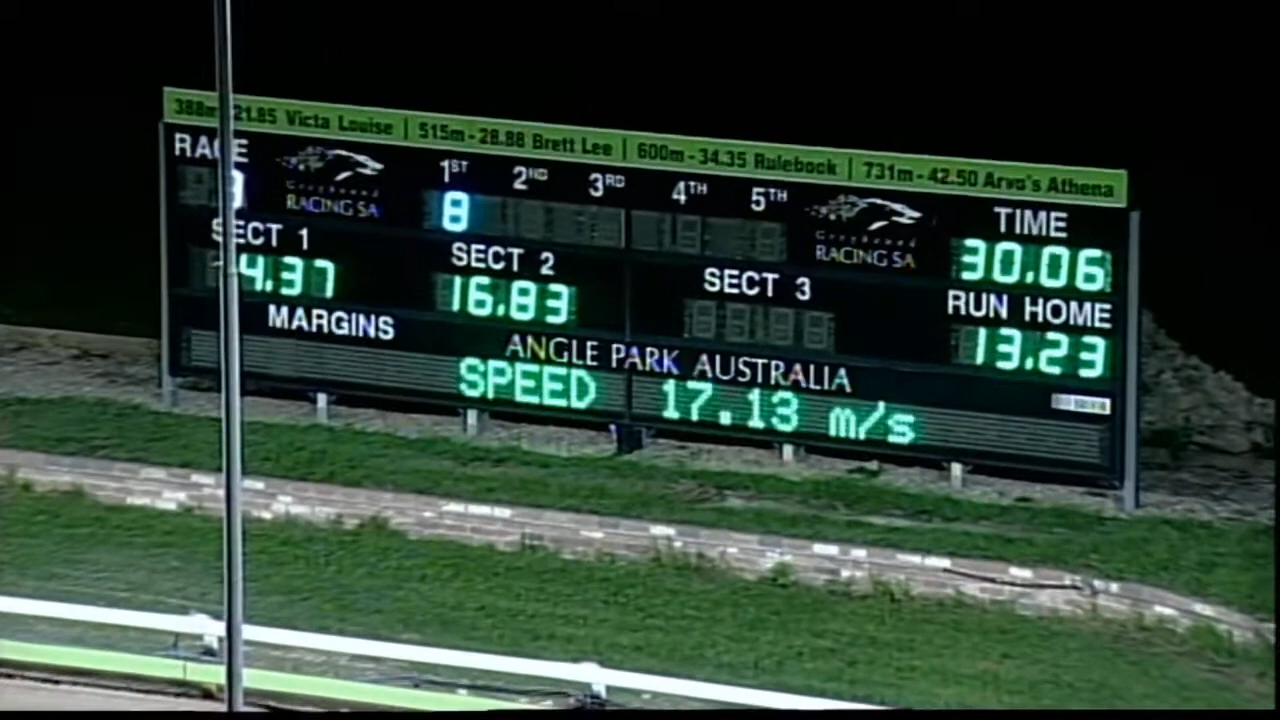 21.85 Victa Louise | 515m - 28.88 Brett Lee | 600m - 34.35 Rulebook | 731m - 42.50 Arvo's Athena
RACE
Greyhound
RACING SA
1ST 2ND 3RD 4TH 5TH
8
Greyhound
RACING SA
TIME
30.06
SECT 1
4.37
SECT 2
16.83
SECT 3
RUN HOME
13.23
MARGINS
ANGLE PARK AUSTRALIA
SPEED 17.13 m/s